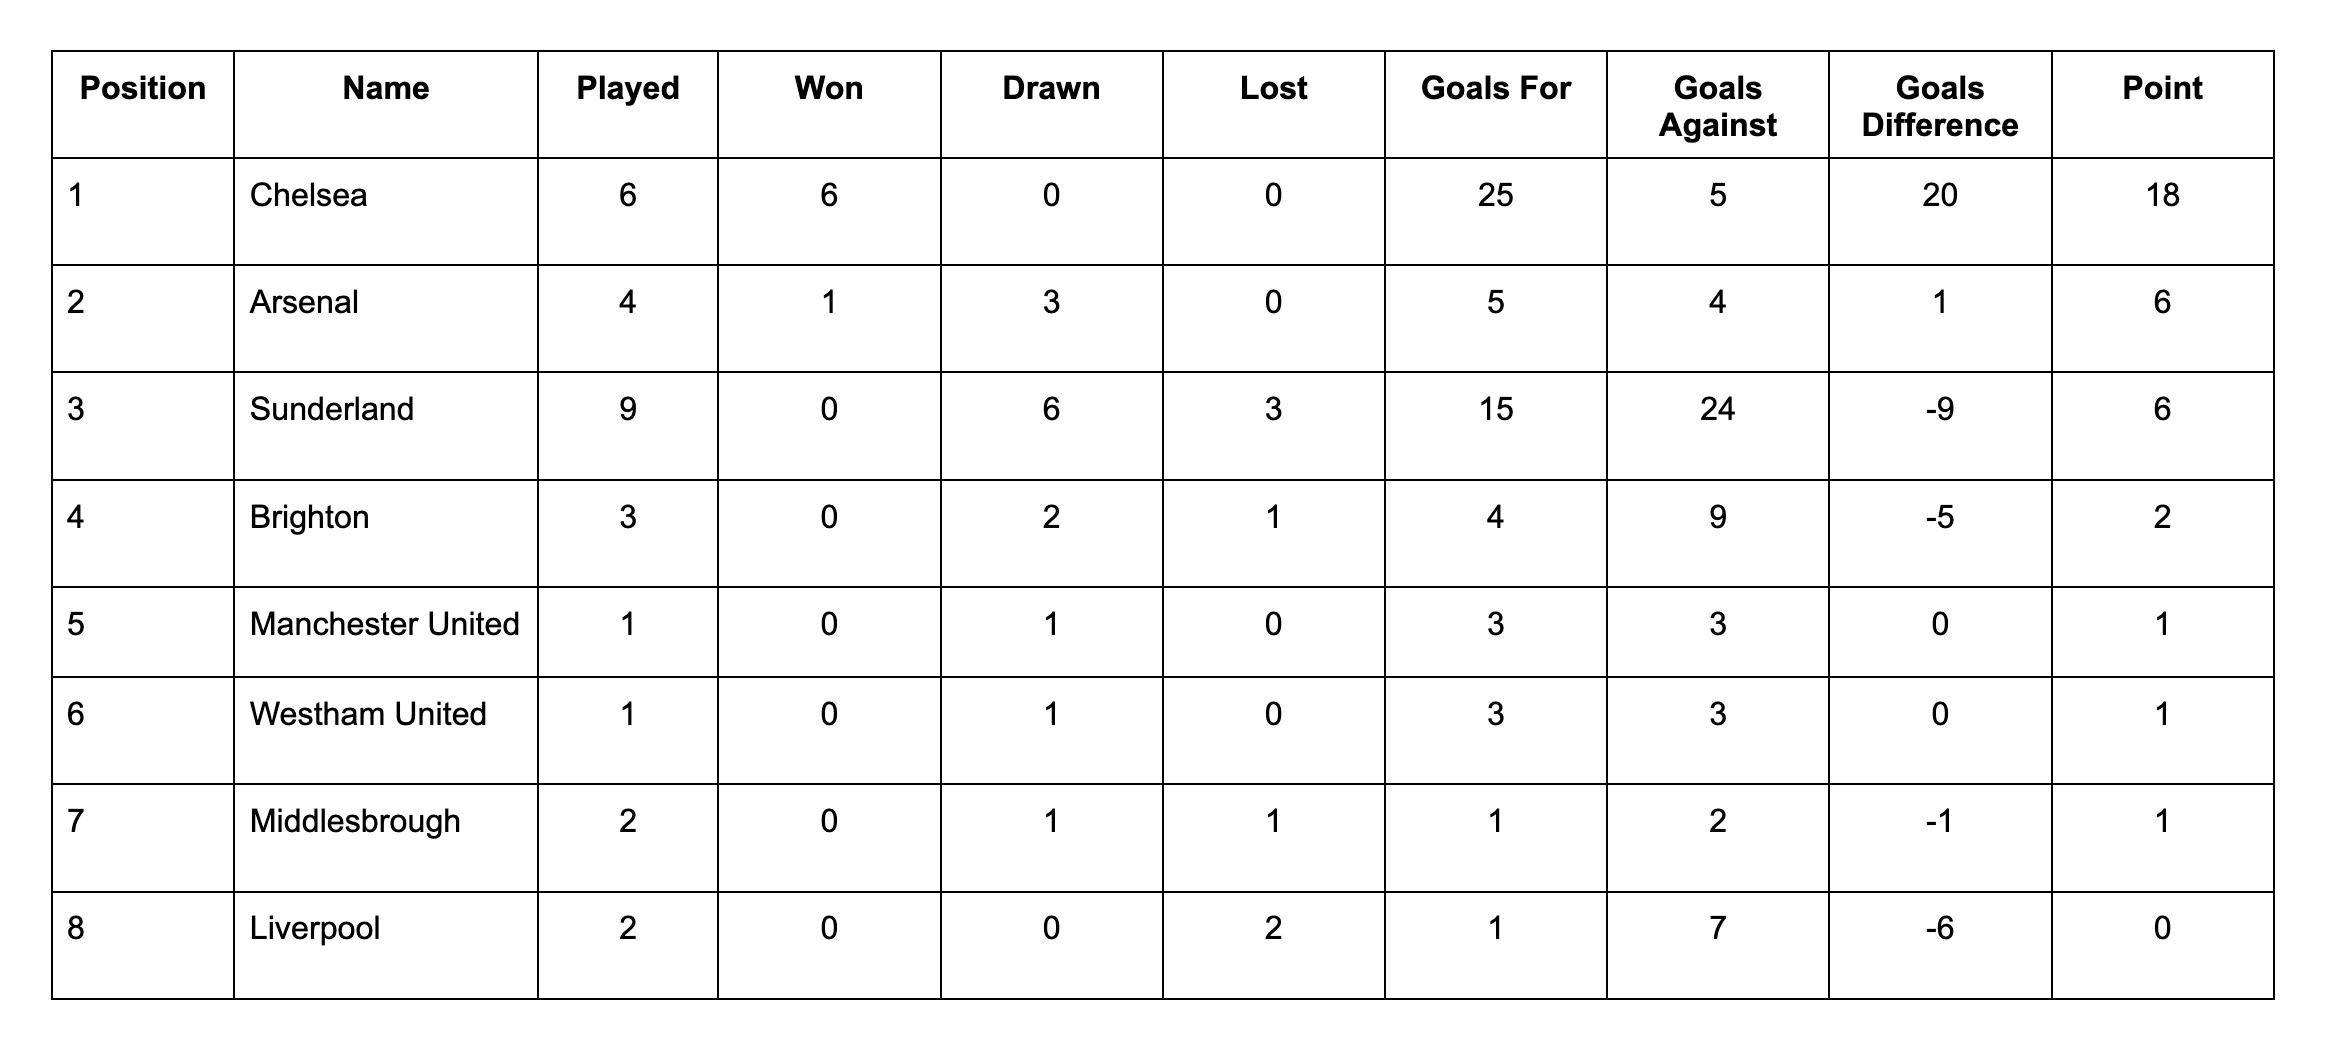 Position Name Played Won Drawn Lost Goals For Goals Against Goals Difference Point
1 Chelsea 6 6 0 0 25 5 20 18
2 Arsenal 4 1 3 0 5 4 1 6
3 Sunderland 9 0 6 3 15 24 -9 6
4 Brighton 3 0 2 1 4 9 -5 2
5 Manchester United 1 0 1 0 3 3 0 1
6 Westham United 1 0 1 0 3 3 0 1
7 Middlesbrough 2 0 1 1 1 2 -1 1
8 Liverpool 2 0 0 2 1 7 -6 0